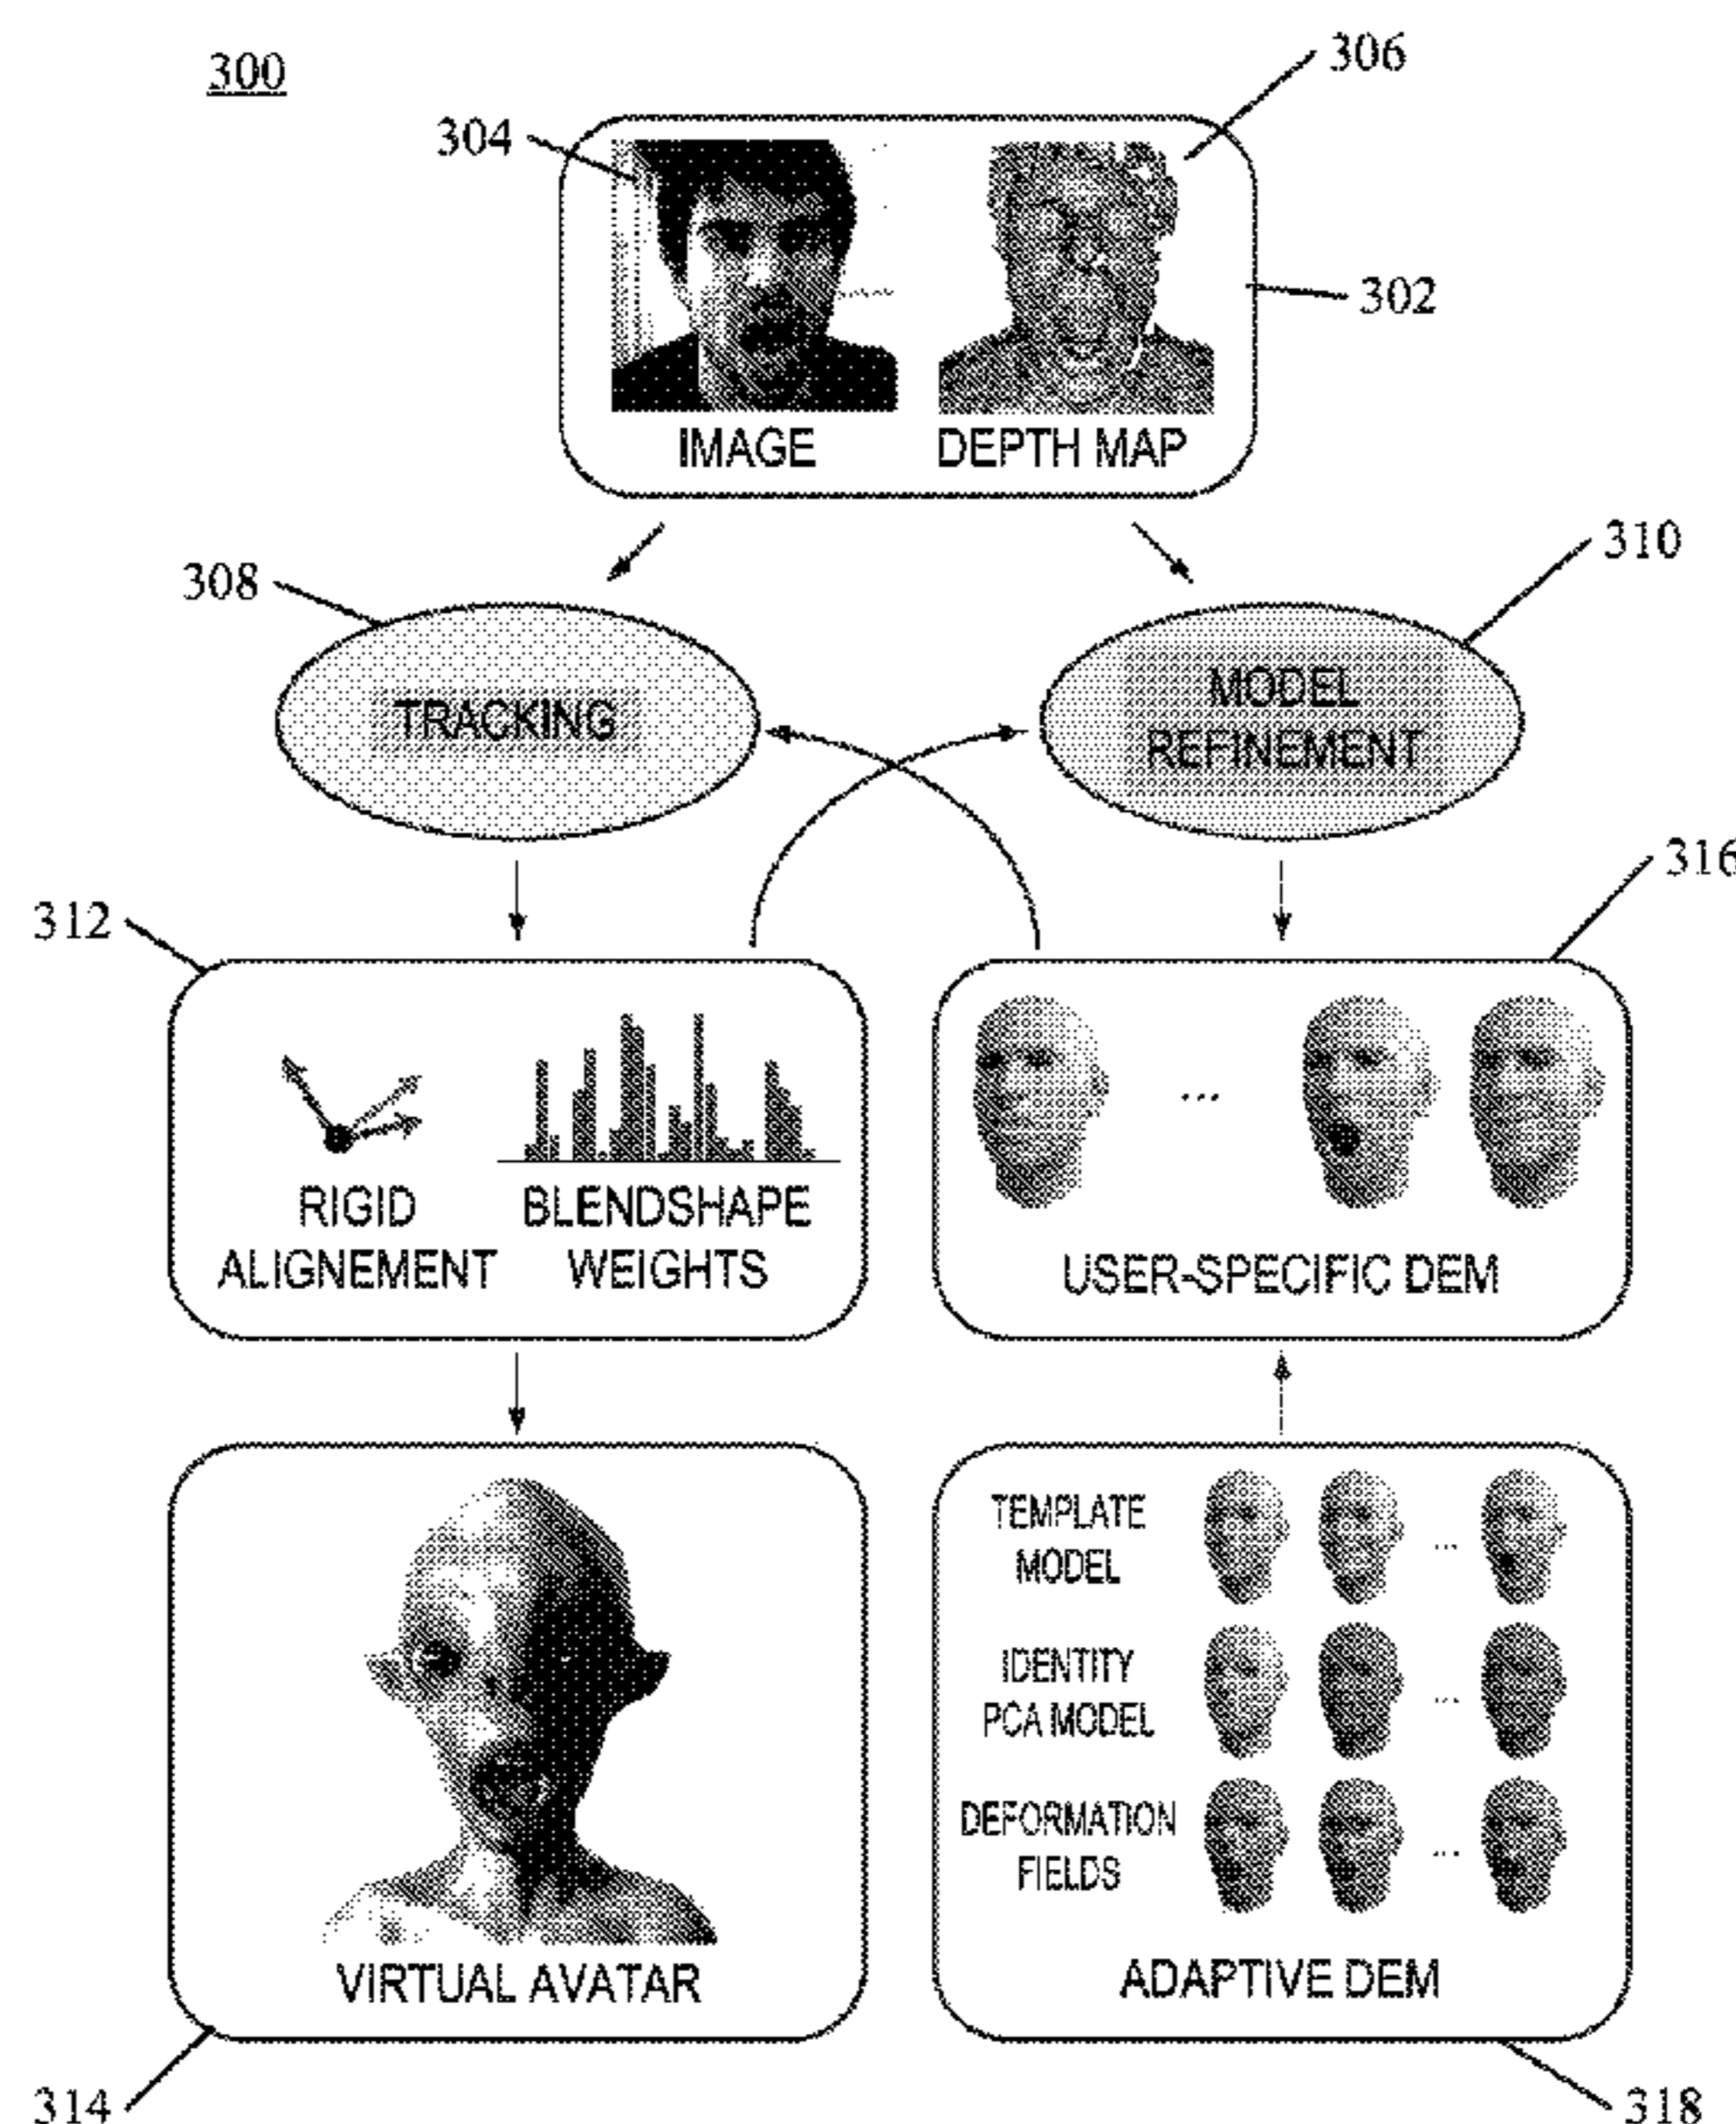 300
306
304
302
IMAGE
DEPTH MAP
308
310
TRACKING
MODEL
REFINEMENT
312
316
RIGID
ALIGNEMENT
BLENDSHAPE
WEIGHTS
...
USER-SPECIFIC DEM
TEMPLATE
MODEL
...
IDENTITY
PCA MODEL
...
DEFORMATION
FIELDS
...
VIRTUAL AVATAR
ADAPTIVE DEM
314
318